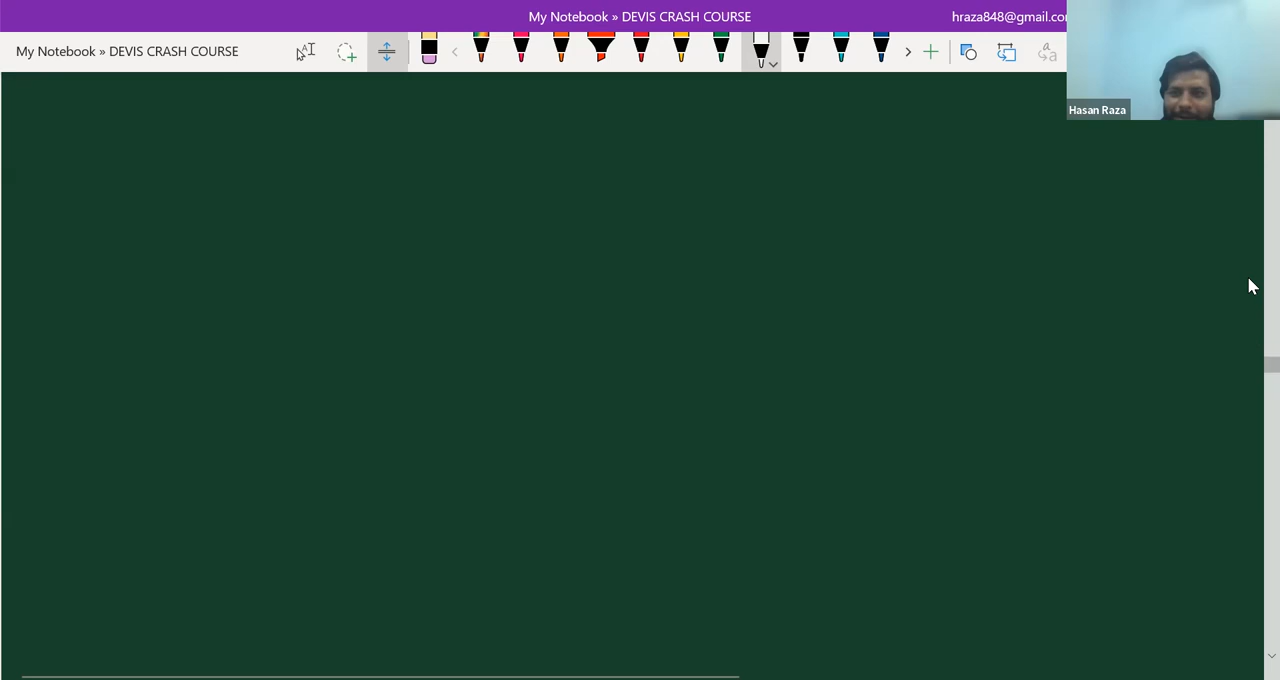 My Notebook » DEVIS CRASH COURSE
hraza848@gmail.co
My Notebook » DEVIS CRASH COURSE
Hasan Raza